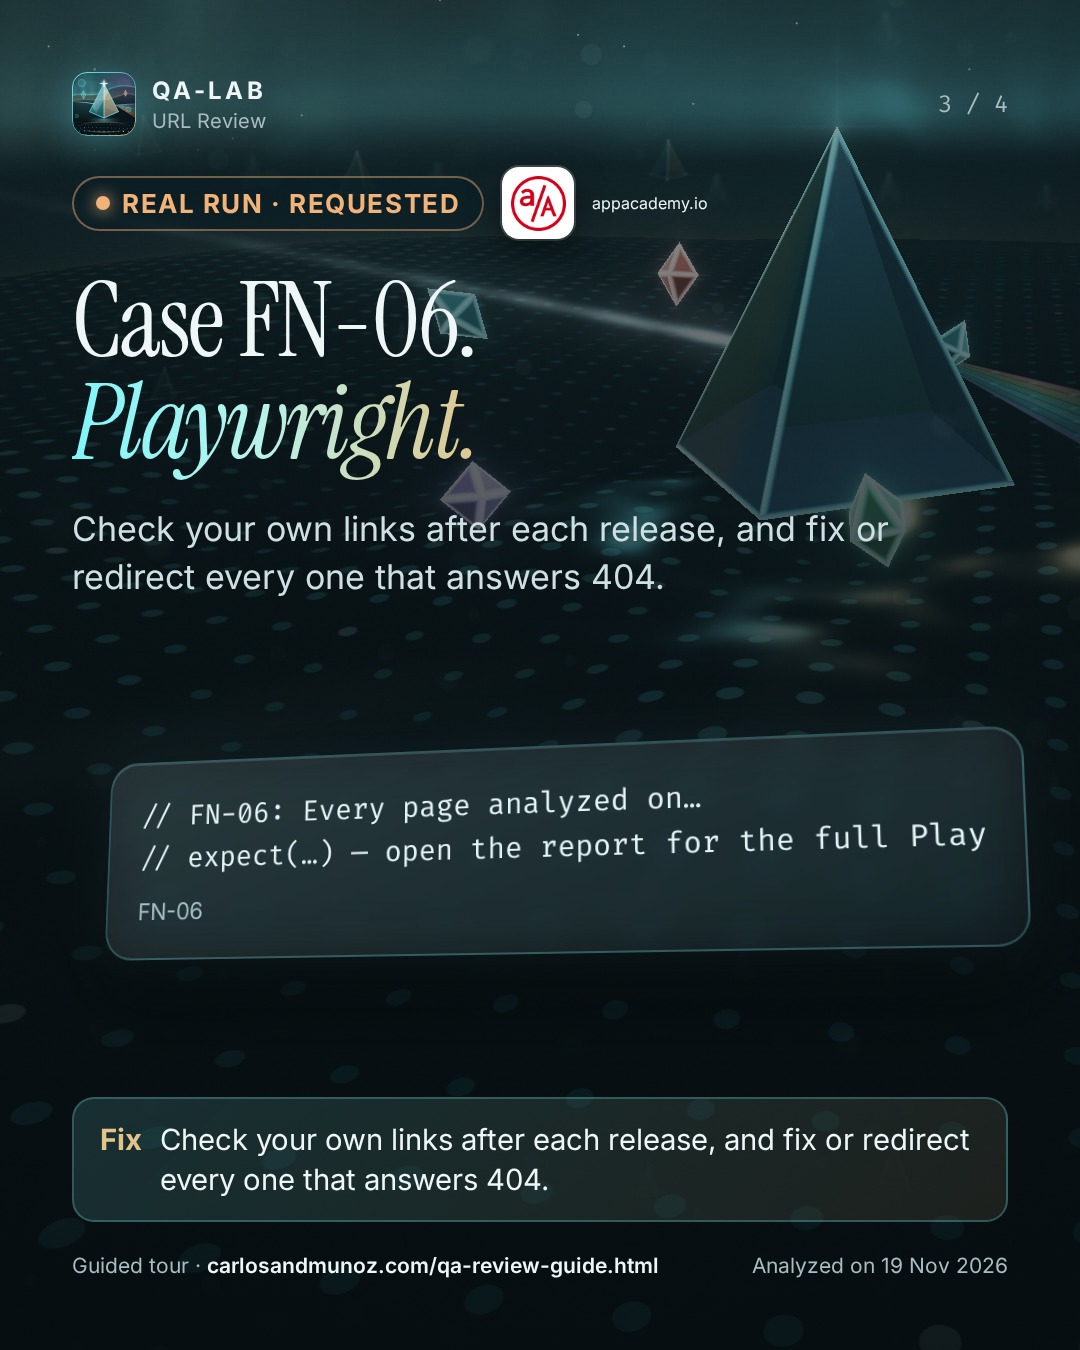 QA-LAB
URL Review
3 / 4
REAL RUN · REQUESTED
a/A
appacademy.io
Case FN-06.
Playwright.
Check your own links after each release, and fix or
redirect every one that answers 404.
// FN-06: Every page analyzed on…
// expect(…) — open the report for the full Play
FN-06
Fix Check your own links after each release, and fix or redirect
every one that answers 404.
Guided tour · carlosandmunoz.com/qa-review-guide.html
Analyzed on 19 Nov 2026